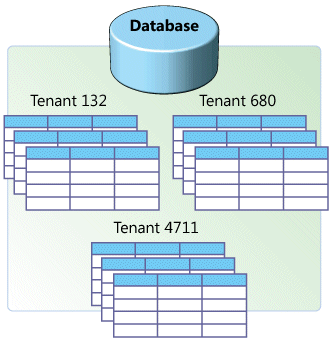 Database
Tenant 132
Tenant 680
Tenant 4711